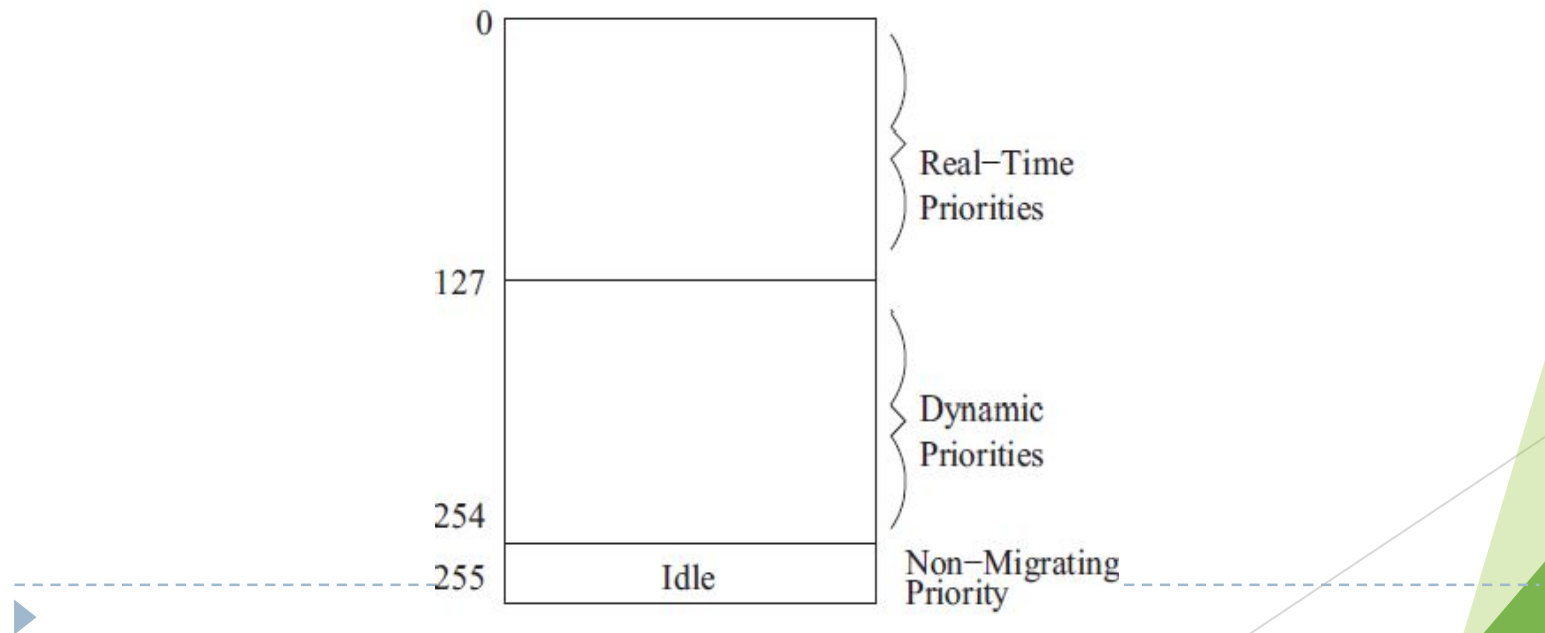 0
Real−Time
Priorities
127
Dynamic
Priorities
254
Non−Migrating
255 Idle
Priority